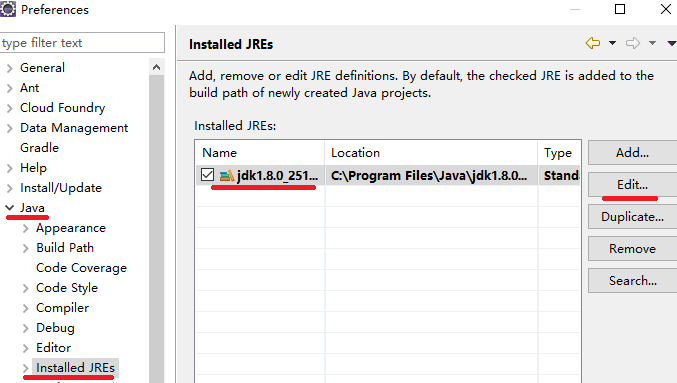 Preferences
type filter text
General
Ant
Cloud Foundry
Data Management
Gradle
Help
Install/Update
Java
Appearance
Build Path
Code Coverage
Code Style
Compiler
Debug
Editor
Installed JREs
Installed JREs
Add, remove or edit JRE definitions. By default, the checked JRE is added to the
build path of newly created Java projects.
Installed JREs:
Name Location Type
jdk1.8.0_251... C:\Program Files\Java\jdk1.8.0... Standa
Add...
Edit...
Duplicate...
Remove
Search...